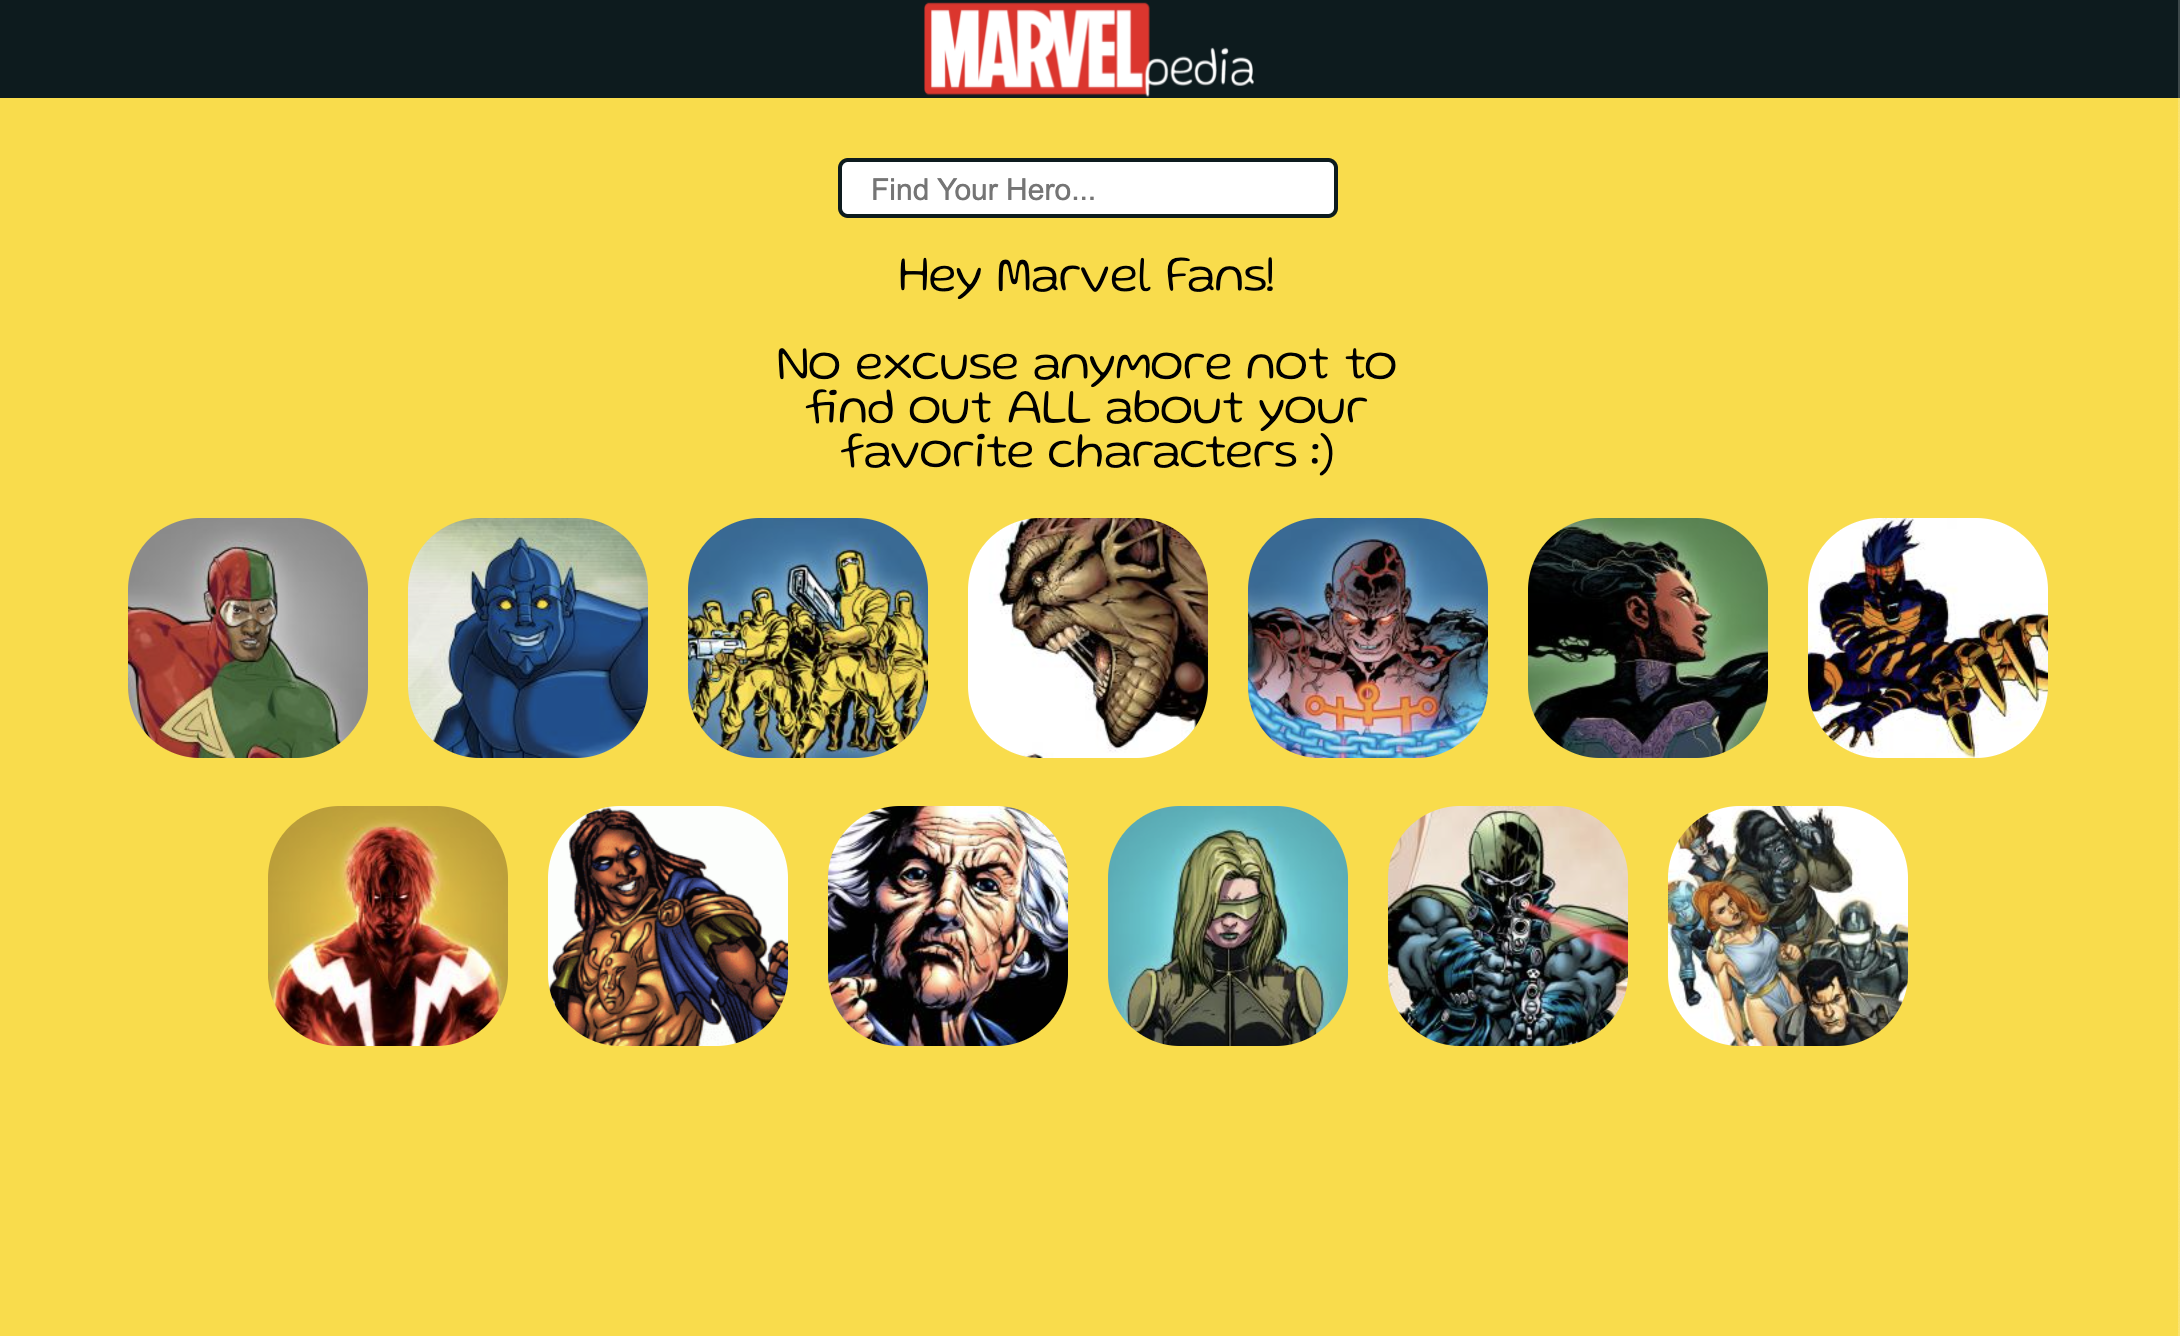 MARVELpedia
Find Your Hero...
Hey Marvel Fans!
No excuse anymore not to
find out ALL about your
favorite characters :)